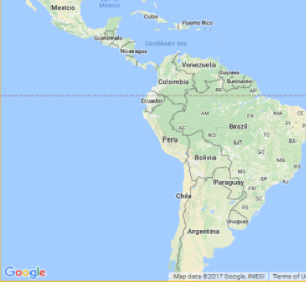 Mexico
Cuba
Puerto Rico
Guatemala
Caribbean Sea
Nicaragua
Venezuela
Guyana
Colombia
Suriname
RR
AP
Ecuador
AM
PA
MA
AC
RO
TO
Peru
Brazil
MT
BA
GO
Bolivia
MG
MS
Paraguay
SP
PR
Chile
RS
Uruguay
Argentina
Google
Map data ©2017 Google, INEGI
Terms of U